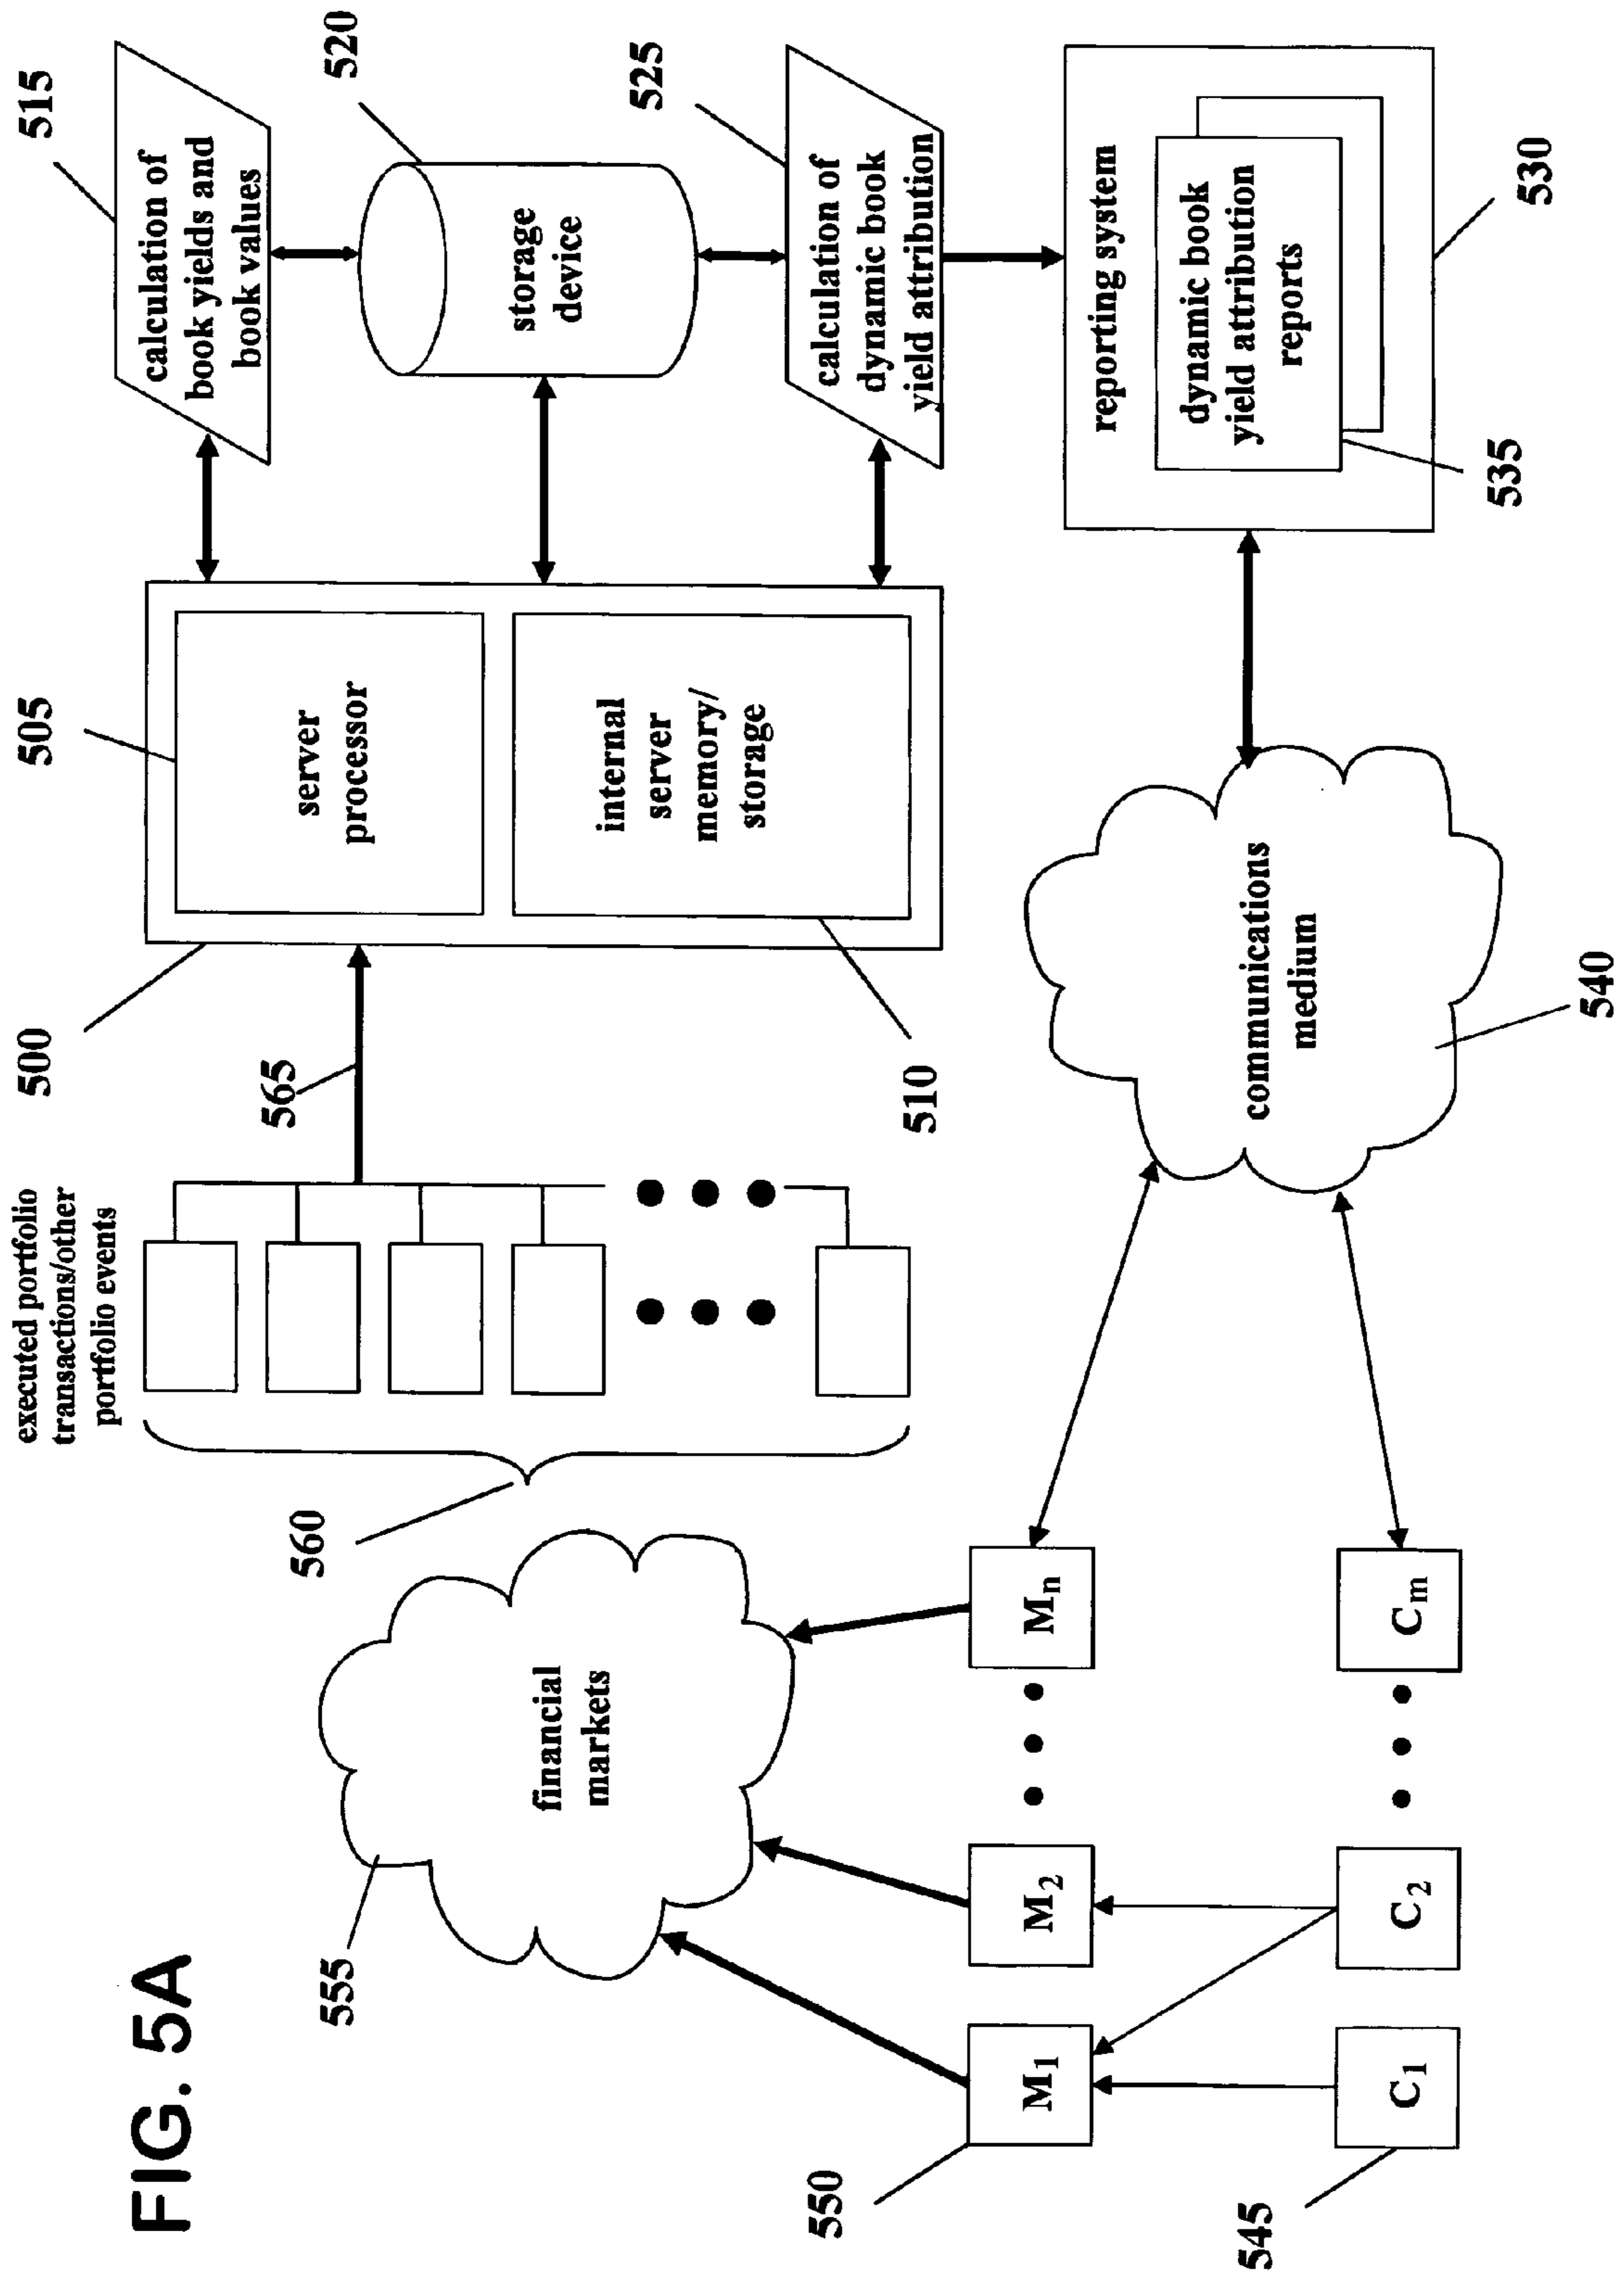 FIG. 5A
executed portfolio
transactions/other
portfolio events
560
565
500
505
server
processor
internal
server
memory/
storage
510
515
calculation of
book yields and
book values
520
storage
device
525
calculation of
dynamic book
yield attribution
reporting system
dynamic book
yield attribution
reports
530
535
communications
medium
540
555
financial
markets
550
M1
M2
Mn
545
C1
C2
Cm